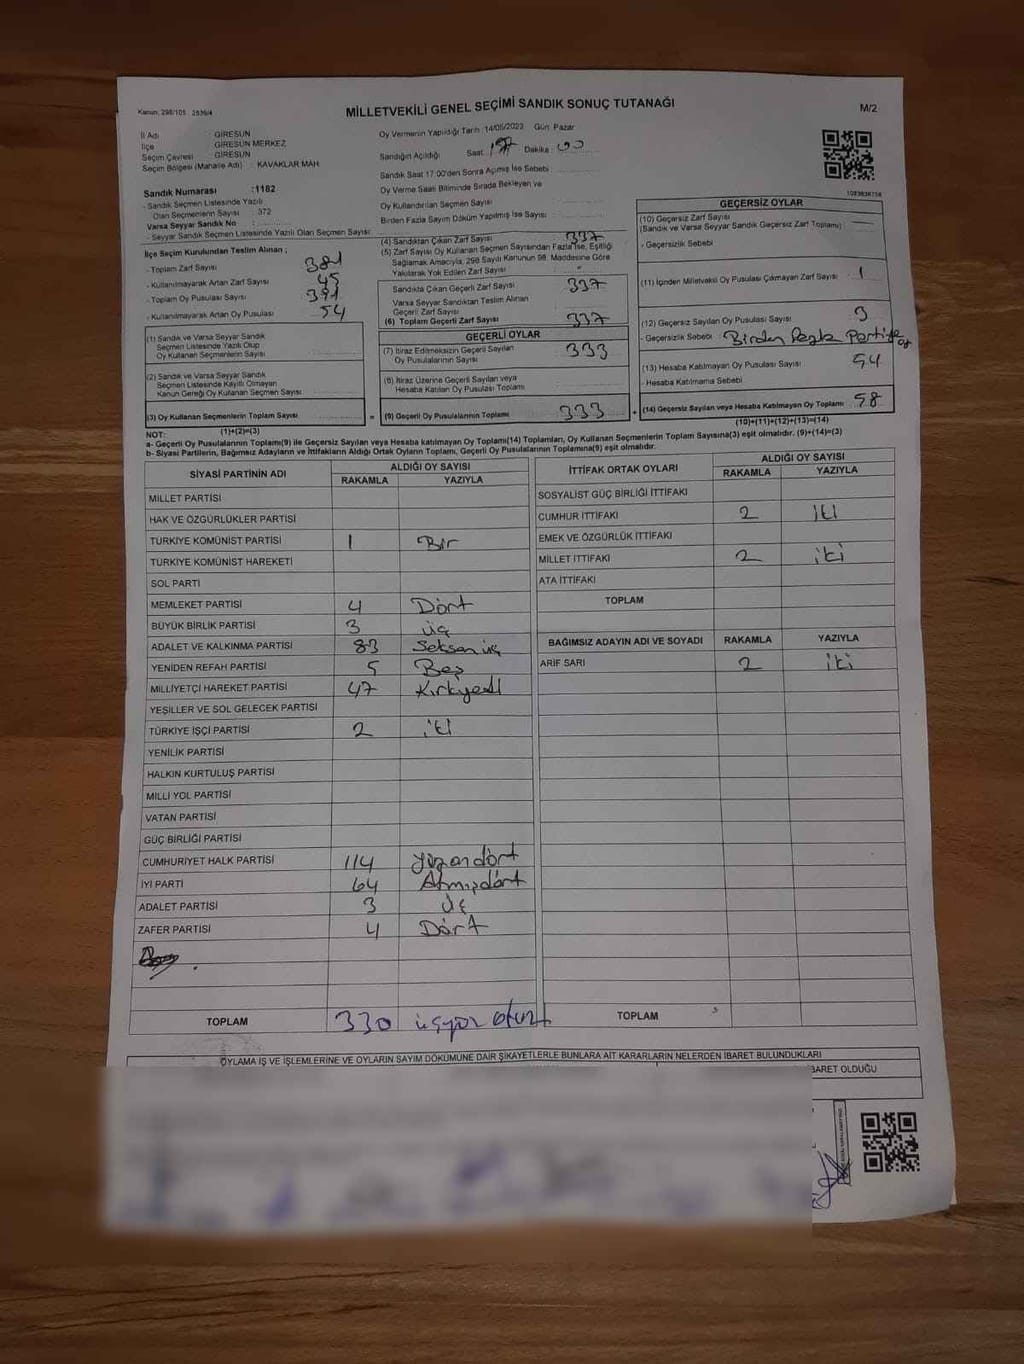 Kanun: 298/105 2839/4
MİLLETVEKİLİ GENEL SEÇİMİ SANDIK SONUÇ TUTANAĞI
M/2
İl Adı : GİRESUN
İlçe : GİRESUN MERKEZ
Seçim Çevresi : GİRESUN
Seçim Bölgesi (Mahalle Adı) : KAVAKLAR MAH.
Sandık Numarası :1182
- Sandık Seçmen Listesinde Yazılı
Olan Seçmenlerin Sayısı : 372
Varsa Seyyar Sandık No :
- Seyyar Sandık Seçmen Listesinde Yazılı Olan Seçmen Sayısı :
Oy Vermenin Yapıldığı Tarih: 14/05/2023 Gün: Pazar
Sandığın Açıldığı Saat: 17 Dakika: 00
Sandık Saat 17:00'den Sonra Açılmış İse Sebebi :
Oy Verme Saati Bitiminde Sırada Bekleyen ve
Oy Kullandırılan Seçmen Sayısı :
Birden Fazla Sayım Döküm Yapılmış İse Sayısı :
İlçe Seçim Kurulundan Teslim Alınan ;
- Toplam Zarf Sayısı : 381
- Kullanılmayarak Artan Zarf Sayısı : 45
- Toplam Oy Pusulası Sayısı : 391
- Kullanılmayarak Artan Oy Pusulası : 54
(1) Sandık ve Varsa Seyyar Sandık
Seçmen Listesinde Yazılı Olup
Oy Kullanan Seçmenlerin Sayısı
(2) Sandık ve Varsa Seyyar Sandık
Seçmen Listesinde Kayıtlı Olmayan
Kanun Gereği Oy Kullanan Seçmen Sayısı
(3) Oy Kullanan Seçmenlerin Toplam Sayısı
(1)+(2)=(3)
(4) Sandıktan Çıkan Zarf Sayısı 337
(5) Zarf Sayısı Oy Kullanan Seçmen Sayısından Fazla İse, Eşitliği
Sağlamak Amacıyla, 298 Sayılı Kanunun 98. Maddesine Göre
Yakılarak Yok Edilen Zarf Sayısı :
Sandıkta Çıkan Geçerli Zarf Sayısı : 337
Varsa Seyyar Sandıktan Teslim Alınan
Geçerli Zarf Sayısı :
(6) Toplam Geçerli Zarf Sayısı : 337
GEÇERLİ OYLAR
(7) İtiraz Edilmeksizin Geçerli Sayılan
Oy Pusulalarının Sayısı : 333
(8) İtiraz Üzerine Geçerli Sayılan veya
Hesaba Katılan Oy Pusulası Toplamı
= (9) Geçerli Oy Pusulalarının Toplamı 333 +
1083636758
GEÇERSİZ OYLAR
(10) Geçersiz Zarf Sayısı
(Sandık ve Varsa Seyyar Sandık Geçersiz Zarf Toplamı)
- Geçersizlik Sebebi :
(11) İçinden Milletvekili Oy Pusulası Çıkmayan Zarf Sayısı : 1
(12) Geçersiz Sayılan Oy Pusulası Sayısı : 3
- Geçersizlik Sebebi : Birden Fazla Partiye oy
(13) Hesaba Katılmayan Oy Pusulası Sayısı : 54
- Hesaba Katılmama Sebebi
(14) Geçersiz Sayılan veya Hesaba Katılmayan Oy Toplamı : 58
(10)+(11)+(12)+(13)=(14)
NOT:
a- Geçerli Oy Pusulalarının Toplamı(9) ile Geçersiz Sayılan veya Hesaba katılmayan Oy Toplamı(14) Toplamları, Oy Kullanan Seçmenlerin Toplam Sayısına(3) eşit olmalıdır. (9)+(14)=(3)
b- Siyasi Partilerin, Bağımsız Adayların ve İttifakların Aldığı Ortak Oyların Toplamı, Geçerli Oy Pusulalarının Toplamına(9) eşit olmalıdır.
SİYASİ PARTİNİN ADI ALDIĞI OY SAYISI
RAKAMLA YAZIYLA
MİLLET PARTİSİ
HAK VE ÖZGÜRLÜKLER PARTİSİ
TÜRKİYE KOMÜNİST PARTİSİ 1 Bir
TÜRKİYE KOMÜNİST HAREKETİ
SOL PARTİ
MEMLEKET PARTİSİ 4 Dört
BÜYÜK BİRLİK PARTİSİ 3 üç
ADALET VE KALKINMA PARTİSİ 83 Seksen üç
YENİDEN REFAH PARTİSİ 5 Beş
MİLLİYETÇİ HAREKET PARTİSİ 47 Kırkyedi
YEŞİLLER VE SOL GELECEK PARTİSİ
TÜRKİYE İŞÇİ PARTİSİ 2 iki
YENİLİK PARTİSİ
HALKIN KURTULUŞ PARTİSİ
MİLLİ YOL PARTİSİ
VATAN PARTİSİ
GÜÇ BİRLİĞİ PARTİSİ
CUMHURİYET HALK PARTİSİ 114 Yüzondört
İYİ PARTİ 64 Atmışdört
ADALET PARTİSİ 3 Üç
ZAFER PARTİSİ 4 Dört
TOPLAM 330 üçyüz otuz
İTTİFAK ORTAK OYLARI ALDIĞI OY SAYISI
RAKAMLA YAZIYLA
SOSYALİST GÜÇ BİRLİĞİ İTTİFAKI
CUMHUR İTTİFAKI 2 iki
EMEK VE ÖZGÜRLÜK İTTİFAKI
MİLLET İTTİFAKI 2 iki
ATA İTTİFAKI
TOPLAM
BAĞIMSIZ ADAYIN ADI VE SOYADI RAKAMLA YAZIYLA
ARİF SARI 2 iki
TOPLAM
OYLAMA İŞ VE İŞLEMLERİNE VE OYLARIN SAYIM DÖKÜMÜNE DAİR ŞİKAYETLERLE BUNLARA AİT KARARLARIN NELERDEN İBARET BULUNDUKLARI
BARET OLDUĞU